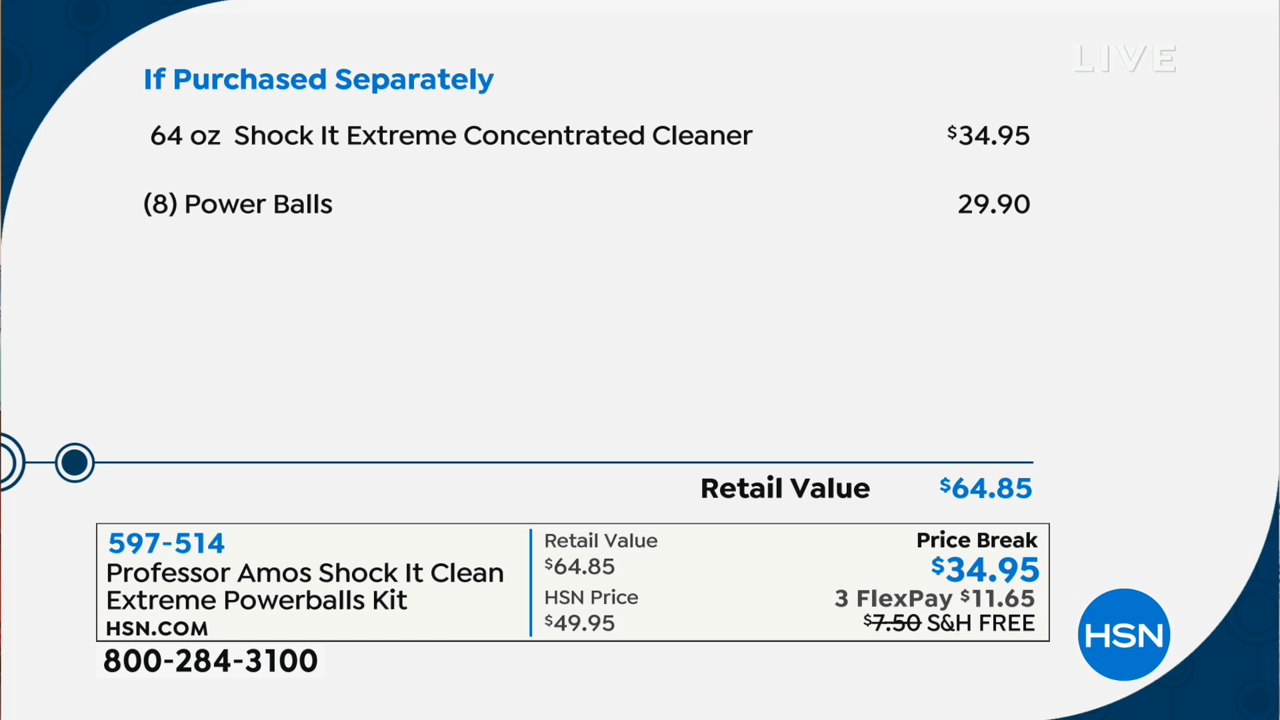 LIVE
If Purchased Separately
64 oz Shock It Extreme Concentrated Cleaner $34.95
(8) Power Balls 29.90
Retail Value $64.85
597-514
Professor Amos Shock It Clean
Extreme Powerballs Kit
HSN.COM
800-284-3100
Retail Value
$64.85
HSN Price
$49.95
Price Break
$34.95
3 FlexPay $11.65
$7.50 S&H FREE
HSN